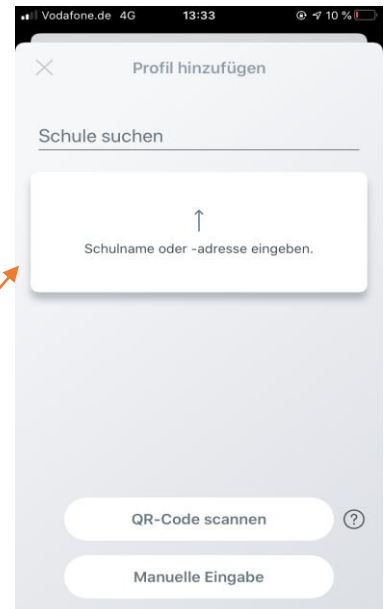 Vodafone.de 4G 13:33 10 %
Profil hinzufügen
Schule suchen
Schulname oder -adresse eingeben.
QR-Code scannen ?
Manuelle Eingabe